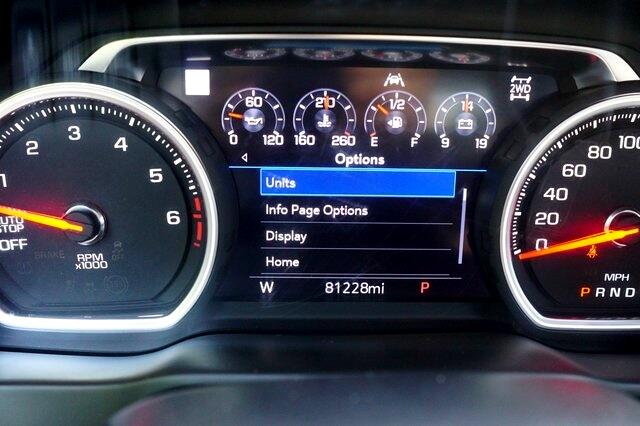 2WD
60
0 120
210
160 260
1/2
E F
14
9 19
Options
Units
Info Page Options
Display
Home
W 81228mi P
1 2 3 4 5 6
AUTO
STOP
OFF
BRAKE
RPM
x1000
0 20 40 60 80 100
MPH
P R N D